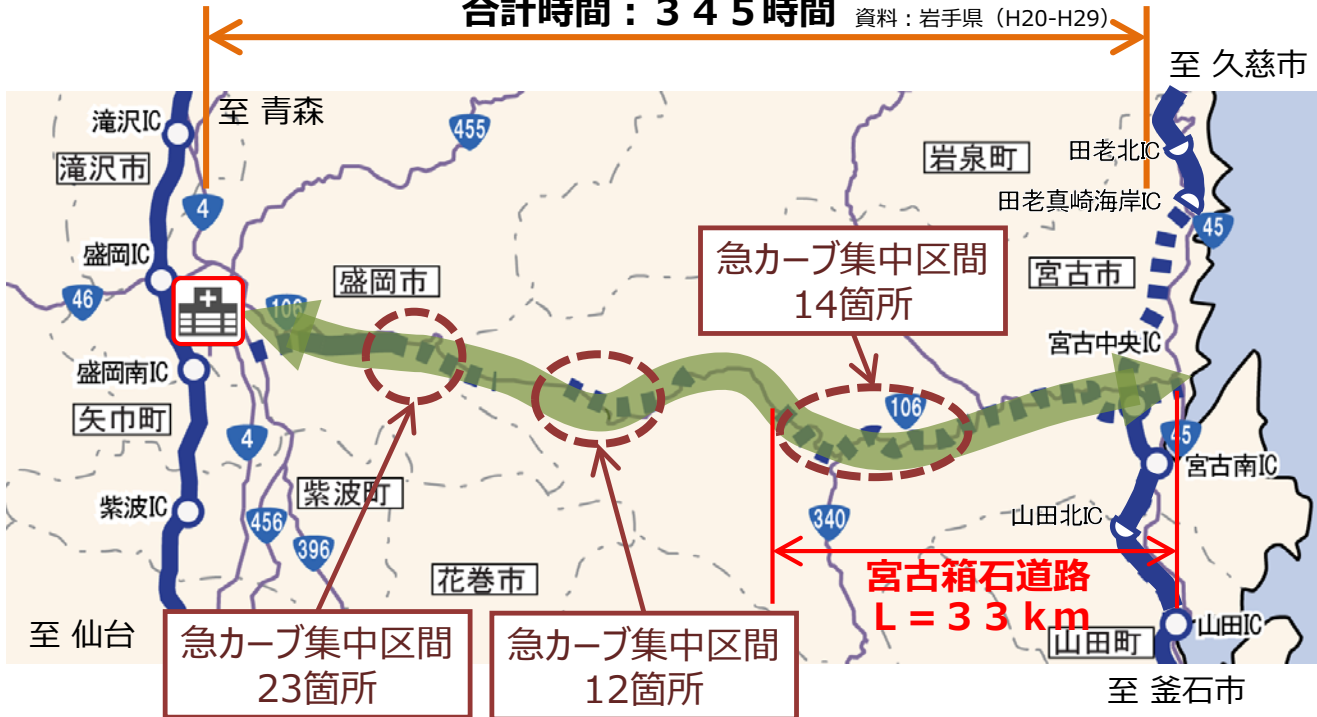 合計時間：３４５時間 資料：岩手県（H20-H29）
至 久慈市
至 青森
滝沢IC
455
滝沢市
岩泉町
田老北IC
4
田老真崎海岸IC
45
盛岡IC
急カーブ集中区間
14箇所
宮古市
盛岡市
46
106
宮古中央IC
盛岡南IC
矢巾町
106
4
45
宮古南IC
紫波町
紫波IC
456
396
340
山田北IC
宮古箱石道路
Ｌ＝３３ｋｍ
花巻市
至 仙台
急カーブ集中区間
23箇所
急カーブ集中区間
12箇所
山田町
山田IC
至 釜石市